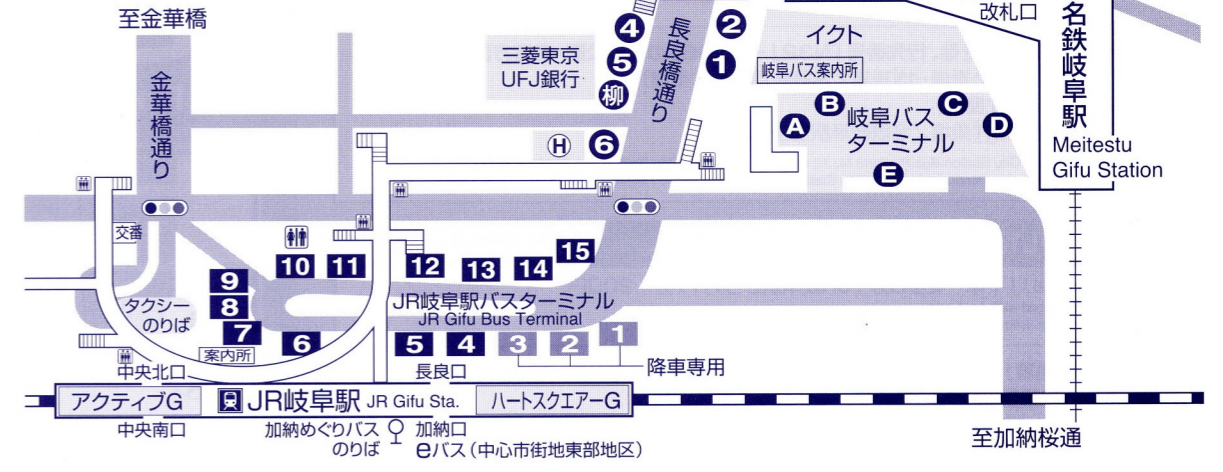 至金華橋
金華橋通り
三菱東京
UFJ銀行
4
5
柳
H
6
長良橋通り
2
1
イクト
岐阜バス案内所
A
B
C
D
E
岐阜バス
ターミナル
改札口
名鉄岐阜駅
Meitestu
Gifu Station
交番
タクシー
のりば
9
8
7
案内所
6
10
11
12
13
14
15
JR岐阜駅バスターミナル
JR Gifu Bus Terminal
5
4
3
2
1
降車専用
中央北口
長良口
アクティブG
JR岐阜駅 JR Gifu Sta.
ハートスクエアーG
中央南口
加納めぐりバス
のりば
加納口
eバス(中心市街地東部地区)
至加納桜通